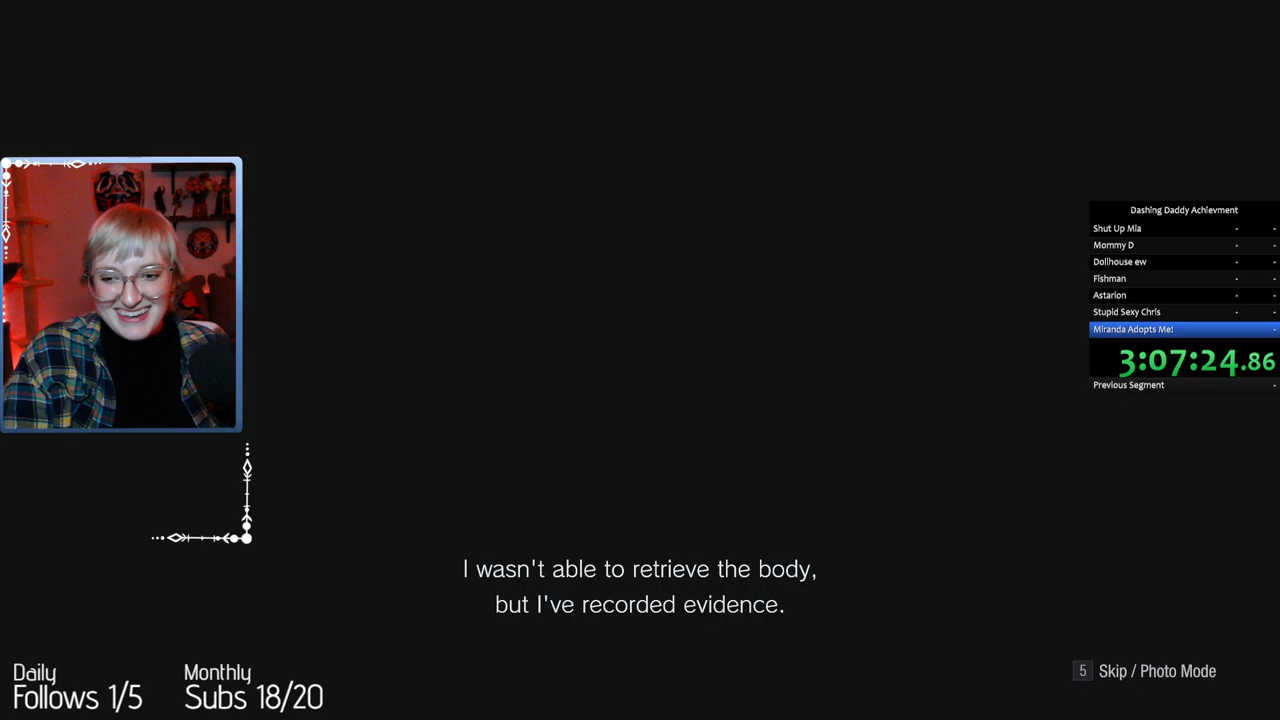 Dashing Daddy Achievment
Shut Up Mia - -
Mommy D - -
Dollhouse ew - -
Fishman - -
Astarion - -
Stupid Sexy Chris - -
Miranda Adopts Me! -
3:07:24.86
Previous Segment -
I wasn't able to retrieve the body,
but I've recorded evidence.
5 Skip / Photo Mode
Daily
Follows 1/5
Monthly
Subs 18/20